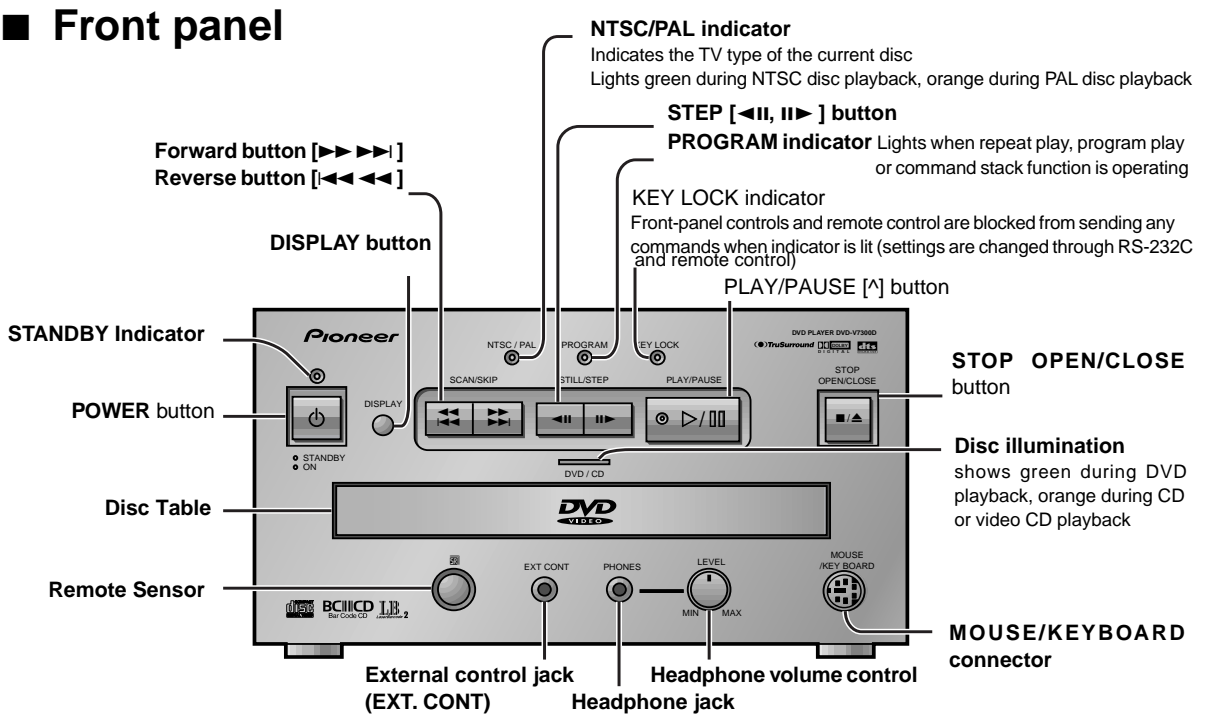 ■ Front panel
NTSC/PAL indicator
Indicates the TV type of the current disc
Lights green during NTSC disc playback, orange during PAL disc playback
STEP [◄II, II► ] button
PROGRAM indicator Lights when repeat play, program play
or command stack function is operating
Forward button [►► ►►| ]
Reverse button [|◄◄ ◄◄ ]
KEY LOCK indicator
Front-panel controls and remote control are blocked from sending any
commands when indicator is lit (settings are changed through RS-232C
and remote control)
DISPLAY button
PLAY/PAUSE [^] button
STANDBY Indicator
POWER button
Disc Table
Remote Sensor
STOP OPEN/CLOSE
button
Disc illumination
shows green during DVD
playback, orange during CD
or video CD playback
MOUSE/KEYBOARD
connector
External control jack
(EXT. CONT)
Headphone jack
Headphone volume control
Pioneer
NTSC / PAL
PROGRAM
KEY LOCK
DVD PLAYER DVD-V7300D
TruSurround
DOLBY
DIGITAL
dts
SCAN/SKIP
STILL/STEP
PLAY/PAUSE
STOP
OPEN/CLOSE
DISPLAY
STANDBY
ON
DVD / CD
DVD
VIDEO
EXT CONT
PHONES
LEVEL
MIN
MAX
MOUSE
/KEY BOARD
disc
BCIIICD
Bar Code CD
LB 2